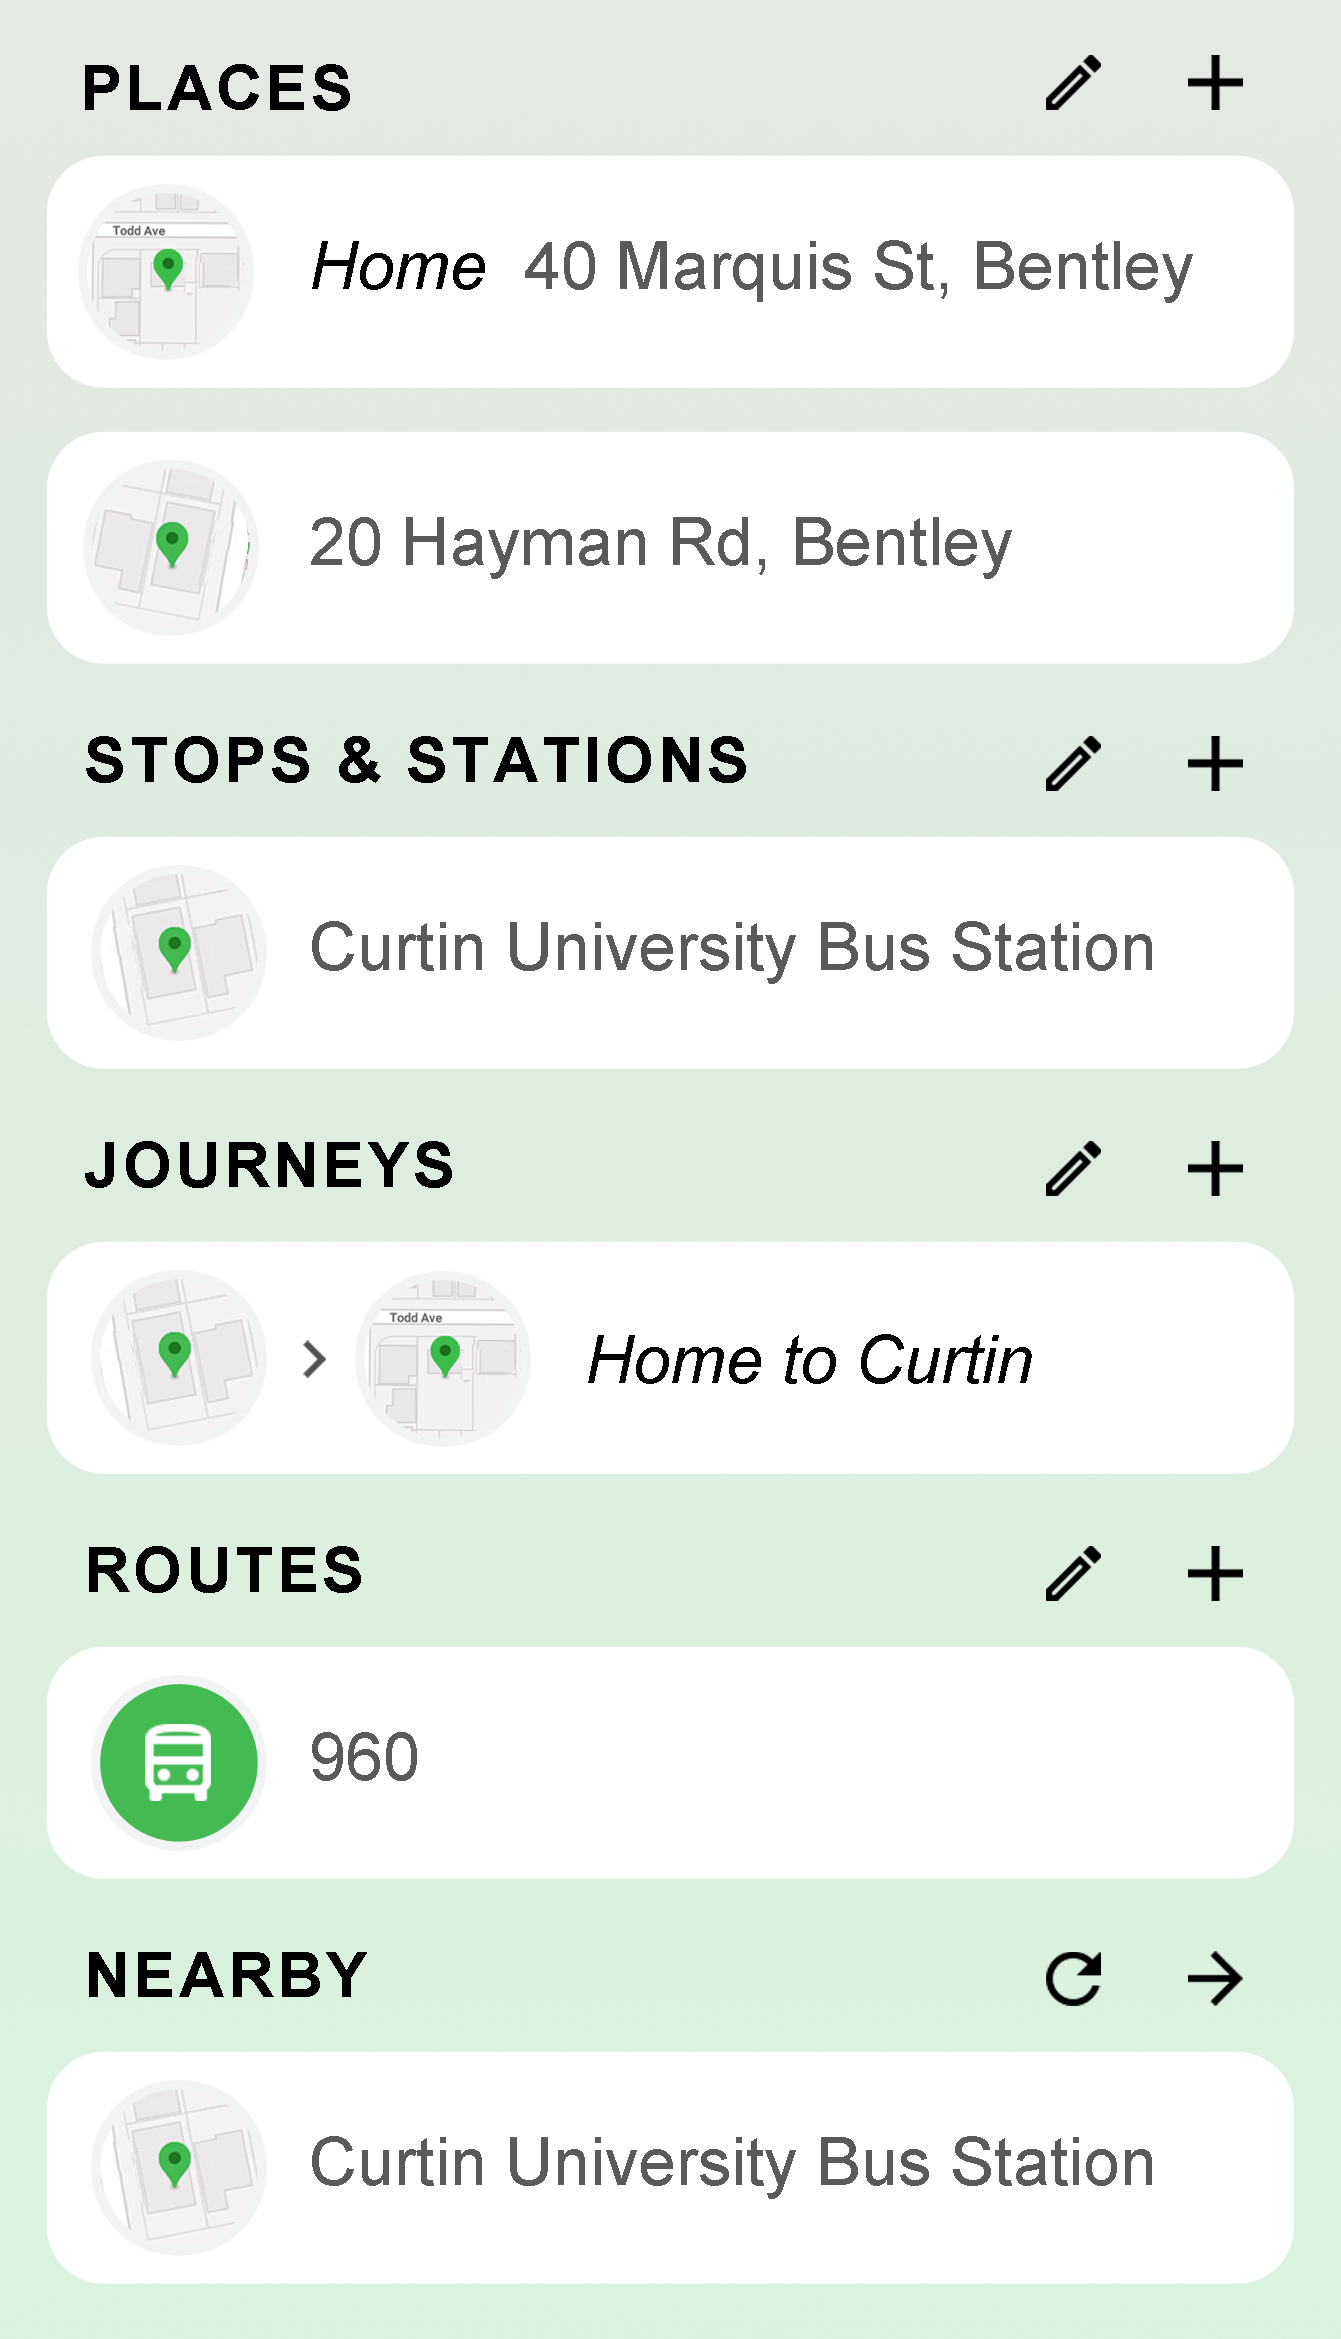 PLACES
Todd Ave
Home 40 Marquis St, Bentley
20 Hayman Rd, Bentley
STOPS & STATIONS
Curtin University Bus Station
JOURNEYS
Todd Ave
Home to Curtin
ROUTES
960
NEARBY
Curtin University Bus Station